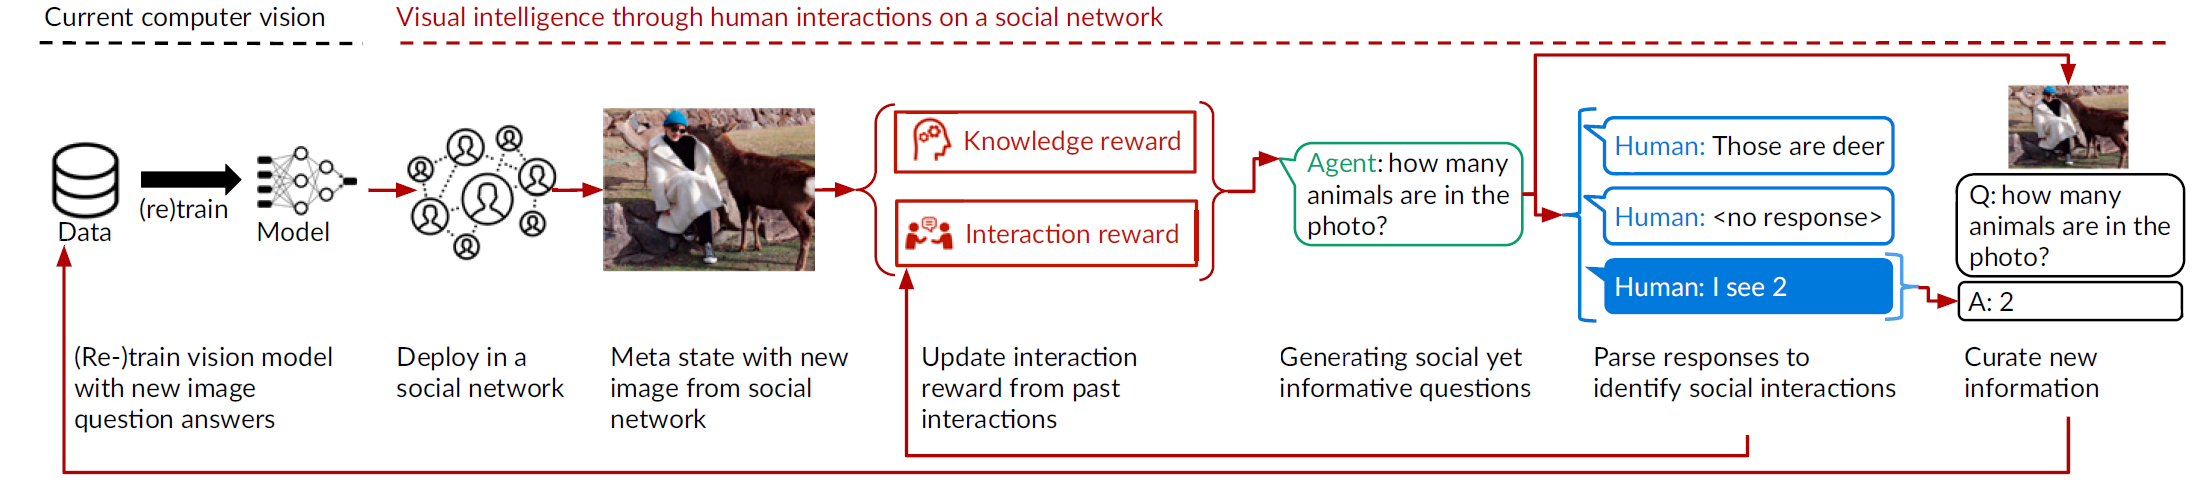 Current computer vision
Visual intelligence through human interactions on a social network
Data
(re)train
Model
Knowledge reward
Interaction reward
Agent: how many
animals are in the
photo?
Human: Those are deer
Human: <no response>
Human: I see 2
Q: how many
animals are in the
photo?
A: 2
(Re-)train vision model
with new image
question answers
Deploy in a
social network
Meta state with new
image from social
network
Update interaction
reward from past
interactions
Generating social yet
informative questions
Parse responses to
identify social interactions
Curate new
information